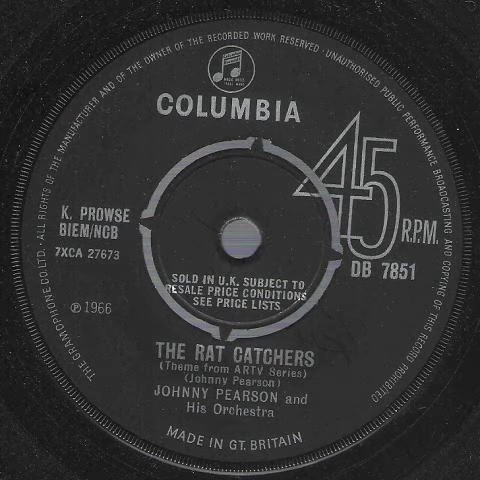 THE GRAMOPHONE CO. LTD. · ALL RIGHTS OF THE MANUFACTURER AND OF THE OWNER OF THE RECORDED WORK RESERVED · UNAUTHORISED PUBLIC PERFORMANCE BROADCASTING AND COPYING OF THIS RECORD PROHIBITED
COLUMBIA
45 R.P.M.
K. PROWSE
BIEM/NCB
7XCA 27673
DB 7851
SOLD IN U.K. SUBJECT TO
RESALE PRICE CONDITIONS
SEE PRICE LISTS
℗ 1966
THE RAT CATCHERS
(Theme from ARTV Series)
(Johnny Pearson)
JOHNNY PEARSON and
His Orchestra
MADE IN GT. BRITAIN